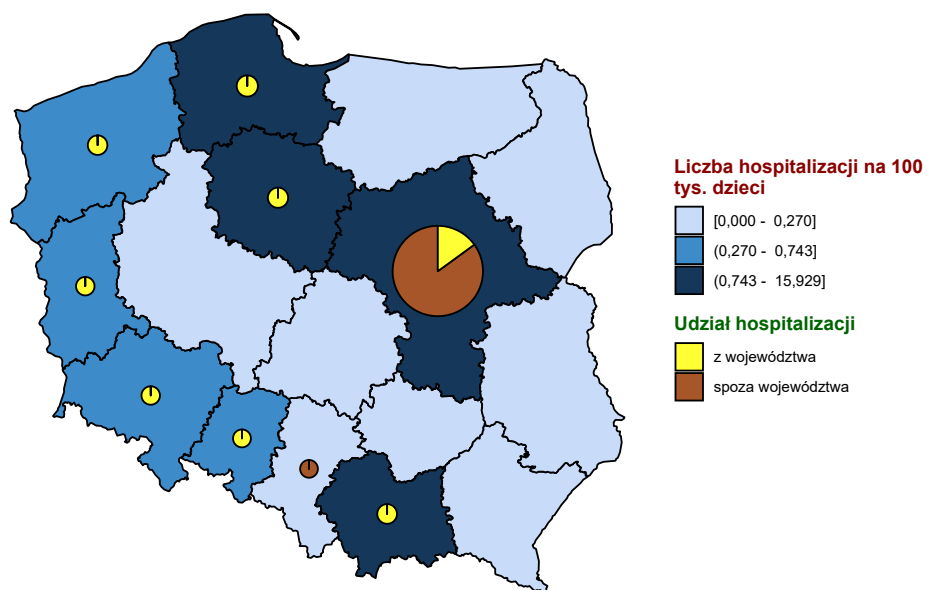 Liczba hospitalizacji na 100
tys. dzieci
[0,000 - 0,270]
(0,270 - 0,743]
(0,743 - 15,929]
Udział hospitalizacji
z województwa
spoza województwa